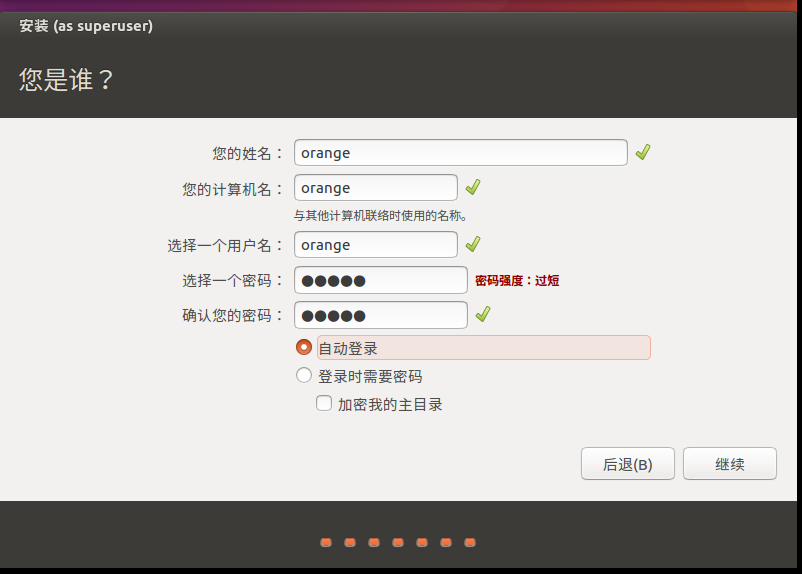 安装 (as superuser)
您是谁？
您的姓名： orange
您的计算机名： orange
与其他计算机联络时使用的名称。
选择一个用户名： orange
选择一个密码： ●●●●● 密码强度：过短
确认您的密码： ●●●●●
自动登录
登录时需要密码
加密我的主目录
后退(B) 继续